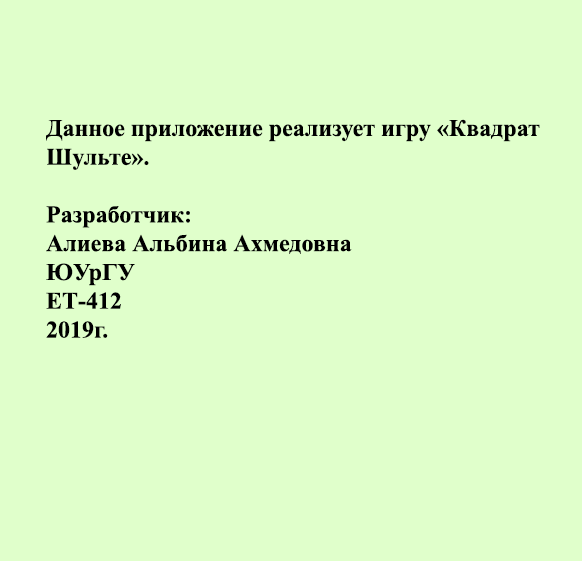 Данное приложение реализует игру «Квадрат
Шульте».
Разработчик:
Алиева Альбина Ахмедовна
ЮУрГУ
ЕТ-412
2019г.